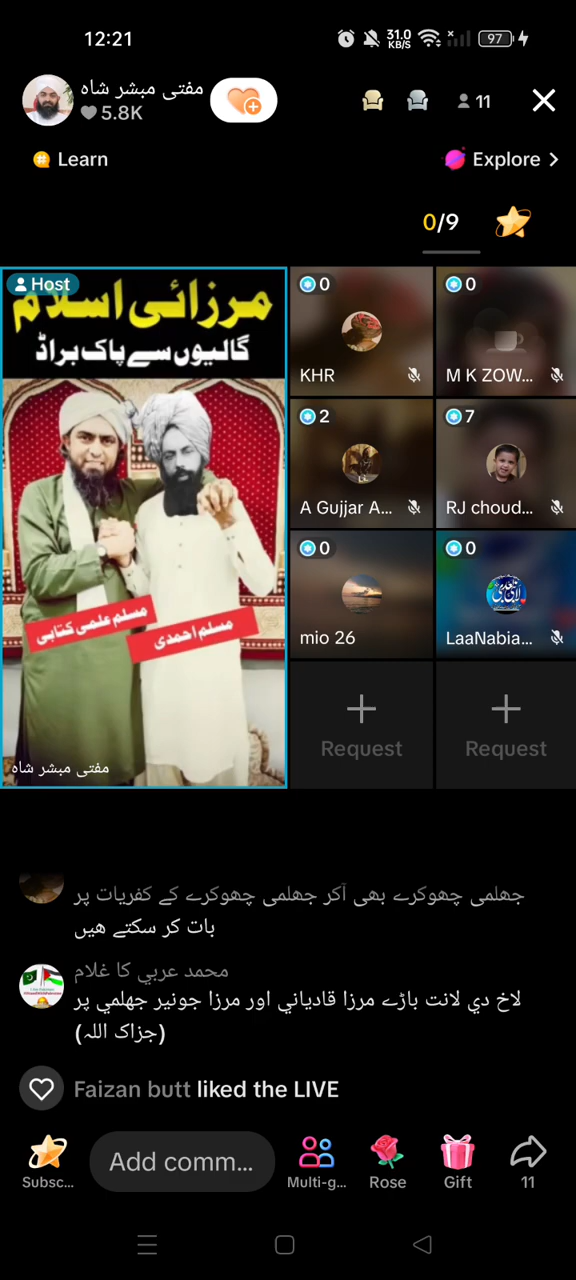 12:21
31.0
KB/S
97
مفتی مبشر شاہ
5.8K
11
Learn
Explore
0/9
Host
مرزائی اسلام
گالیوں سے پاک براڈ
مسلم علمی کتابی
مسلم احمدی
مفتی مبشر شاہ
0
KHR
0
M K ZOW...
2
A Gujjar A...
7
RJ choud...
0
mio 26
0
LaaNabia...
Request
Request
جھلمی چھوکرے بھی آکر جھلمی چھوکرے کے کفریات پر
بات کر سکتے ھیں
محمد عربي کا غلام
لاخ دي لانت باڑے مرزا قادياني اور مرزا جونير جھلمي پر
(جزاک اللہ)
Faizan butt liked the LIVE
Subsc...
Add comm...
Multi-g...
Rose
Gift
11